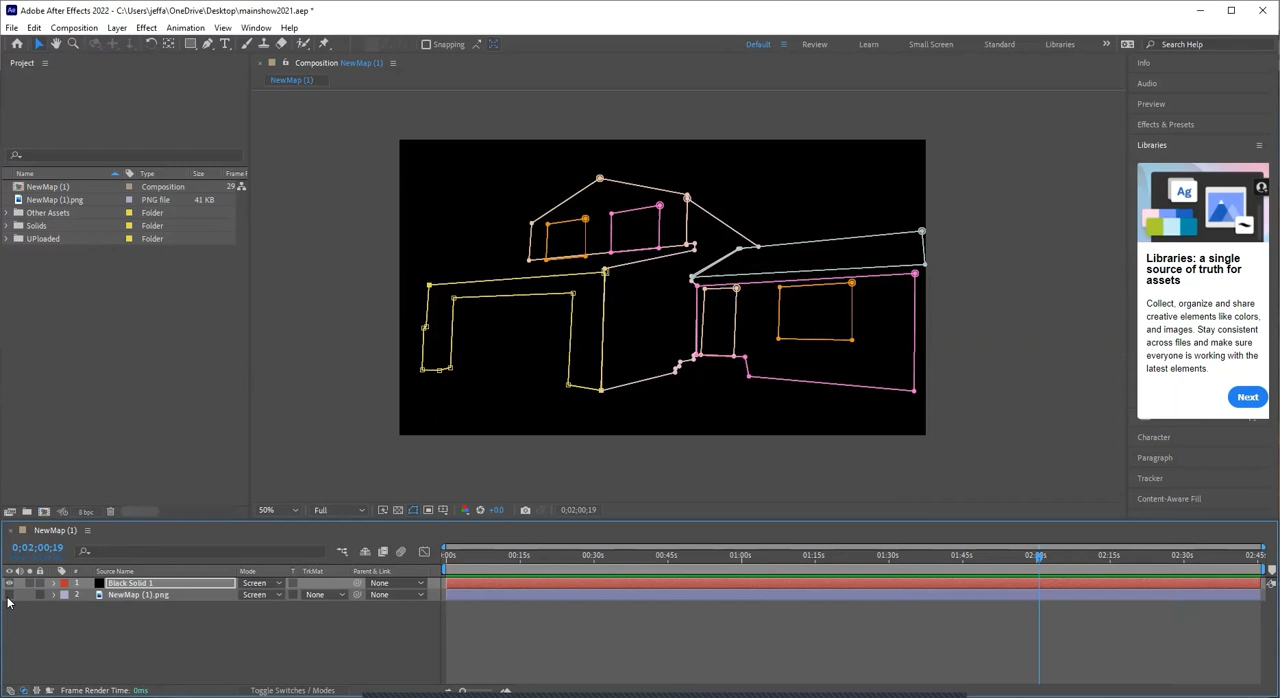 Adobe After Effects 2022 - C:\Users\jeffa\OneDrive\Desktop\mainshow2021.aep *
File Edit Composition Layer Effect Animation View Window Help
Snapping
Default Review Learn Small Screen Standard Libraries
Search Help
Project
Composition NewMap (1)
NewMap (1)
Name Type Size Frame R
NewMap (1) Composition 29
NewMap (1).png PNG file 41 KB
Other Assets Folder
Solids Folder
UPloaded Folder
8 bpc
50% Full +0.0 0;02;00;19
Info
Audio
Preview
Effects & Presets
Libraries
Ag
Libraries: a single
source of truth for
assets
Collect, organize and share
creative elements like colors,
and images. Stay consistent
across files and make sure
everyone is working with the
latest elements.
Next
Character
Paragraph
Tracker
Content-Aware Fill
NewMap (1)
0;02;00;19
:00s 00:15s 00:30s 00:45s 01:00s 01:15s 01:30s 01:45s 02:15s 02:30s 02:45s
# Source Name Mode T TrkMat Parent & Link
1 Black Solid 1 Screen None
2 NewMap (1).png Screen None None
Frame Render Time: 0ms
Toggle Switches / Modes